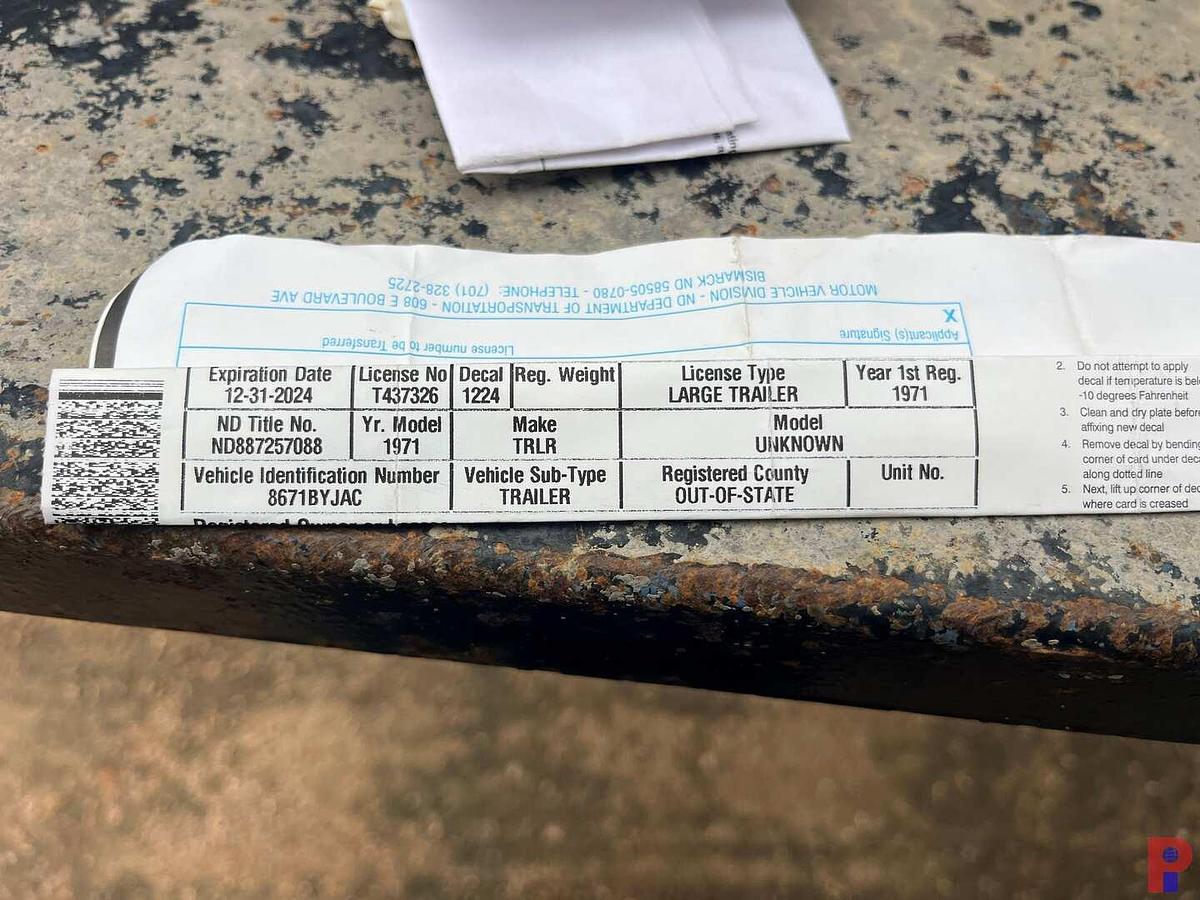 MOTOR VEHICLE DIVISION - ND DEPARTMENT OF TRANSPORTATION - 608 E BOULEVARD AVE
BISMARCK ND 58505-0780 - TELEPHONE: (701) 328-2725
X
Applicant(s) Signature
License number to be Transferred
Expiration Date License No Decal Reg. Weight License Type Year 1st Reg.
12-31-2024 T437326 1224 LARGE TRAILER 1971
ND Title No. Yr. Model Make Model
ND887257088 1971 TRLR UNKNOWN
Vehicle Identification Number Vehicle Sub-Type Registered County Unit No.
8671BYJAC TRAILER OUT-OF-STATE
2. Do not attempt to apply
decal if temperature is
-10 degrees Fahrenheit
3. Clean and dry plate before
affixing new decal
4. Remove decal by bending
corner of card under
along dotted line
5. Next, lift up corner of
where card is creased